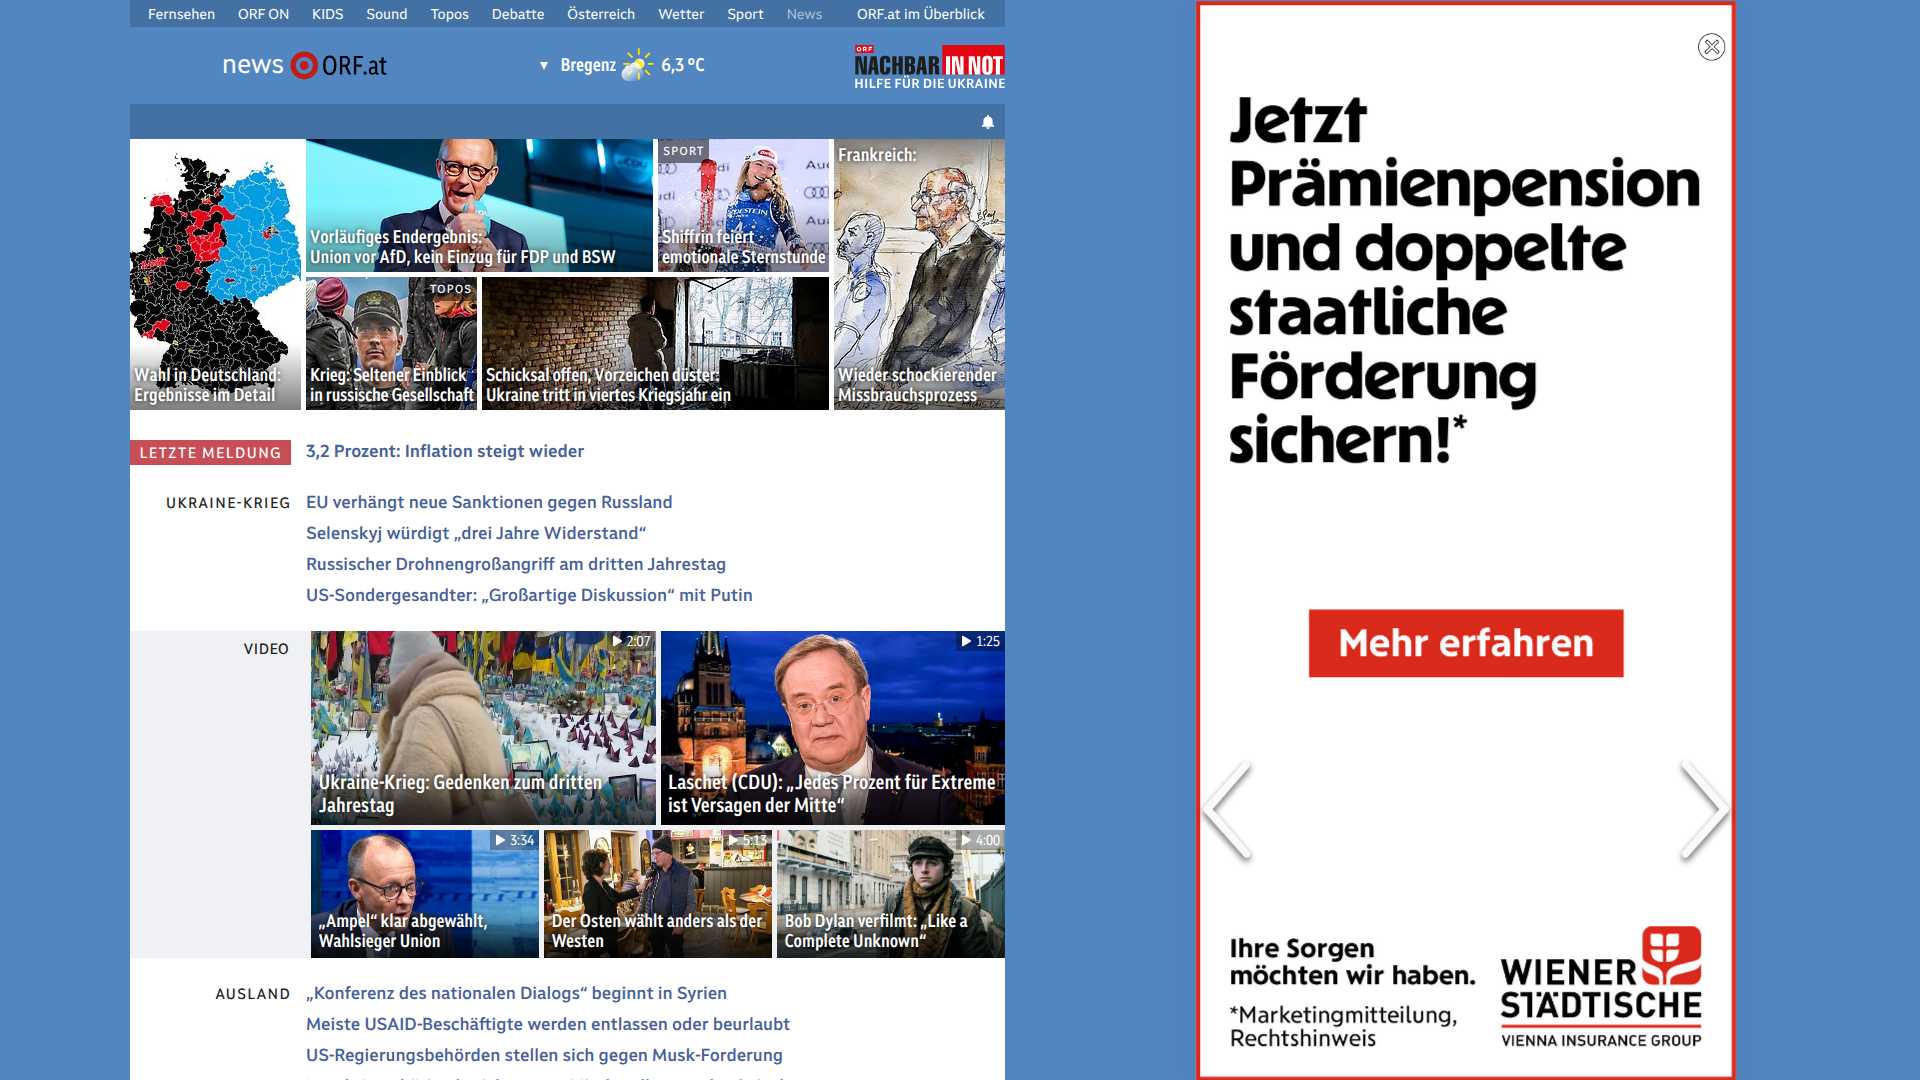 Fernsehen ORF ON KIDS Sound Topos Debatte Österreich Wetter Sport News ORF.at im Überblick
news ORF.at
Bregenz 6,3 °C
ORF
NACHBAR IN NOT
HILFE FÜR DIE UKRAINE
Wahl in Deutschland:
Ergebnisse im Detail
Vorläufiges Endergebnis:
Union vor AfD, kein Einzug für FDP und BSW
SPORT
Shiffrin feiert
emotionale Sternstunde
Frankreich:
Wieder schockierender
Missbrauchsprozess
TOPOS
Krieg: Seltener Einblick
in russische Gesellschaft
Schicksal offen, Vorzeichen düster:
Ukraine tritt in viertes Kriegsjahr ein
LETZTE MELDUNG
3,2 Prozent: Inflation steigt wieder
UKRAINE-KRIEG
EU verhängt neue Sanktionen gegen Russland
Selenskyj würdigt „drei Jahre Widerstand“
Russischer Drohnengroßangriff am dritten Jahrestag
US-Sondergesandter: „Großartige Diskussion“ mit Putin
VIDEO
2:07
Ukraine-Krieg: Gedenken zum dritten
Jahrestag
1:25
Laschet (CDU): „Jedes Prozent für Extreme
ist Versagen der Mitte“
3:34
„Ampel“ klar abgewählt,
Wahlsieger Union
5:13
Der Osten wählt anders als der
Westen
4:00
Bob Dylan verfilmt: „Like a
Complete Unknown“
AUSLAND
„Konferenz des nationalen Dialogs“ beginnt in Syrien
Meiste USAID-Beschäftigte werden entlassen oder beurlaubt
US-Regierungsbehörden stellen sich gegen Musk-Forderung
Jetzt
Prämienpension
und doppelte
staatliche
Förderung
sichern!*
Mehr erfahren
Ihre Sorgen
möchten wir haben.
*Marketingmitteilung,
Rechtshinweis
WIENER
STÄDTISCHE
VIENNA INSURANCE GROUP